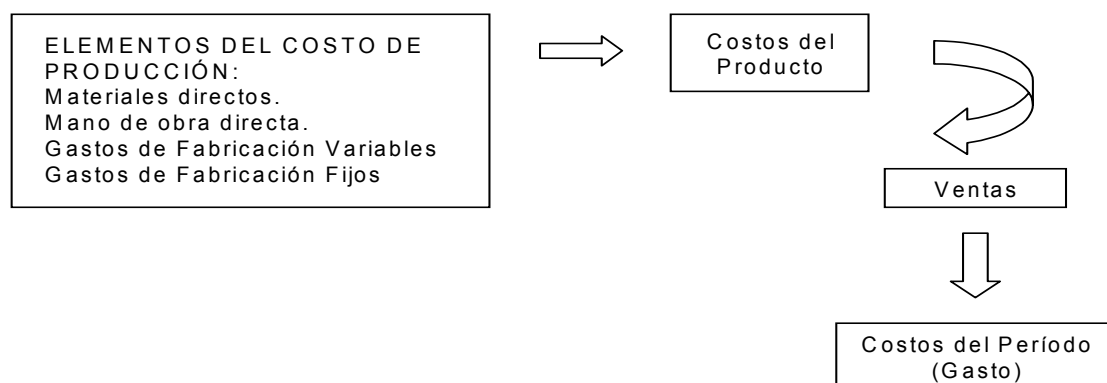 ELEMENTOS DEL COSTO DE
PRODUCCIÓN:
Materiales directos.
Mano de obra directa.
Gastos de Fabricación Variables
Gastos de Fabricación Fijos
Costos del
Producto
Ventas
Costos del Período
(Gasto)